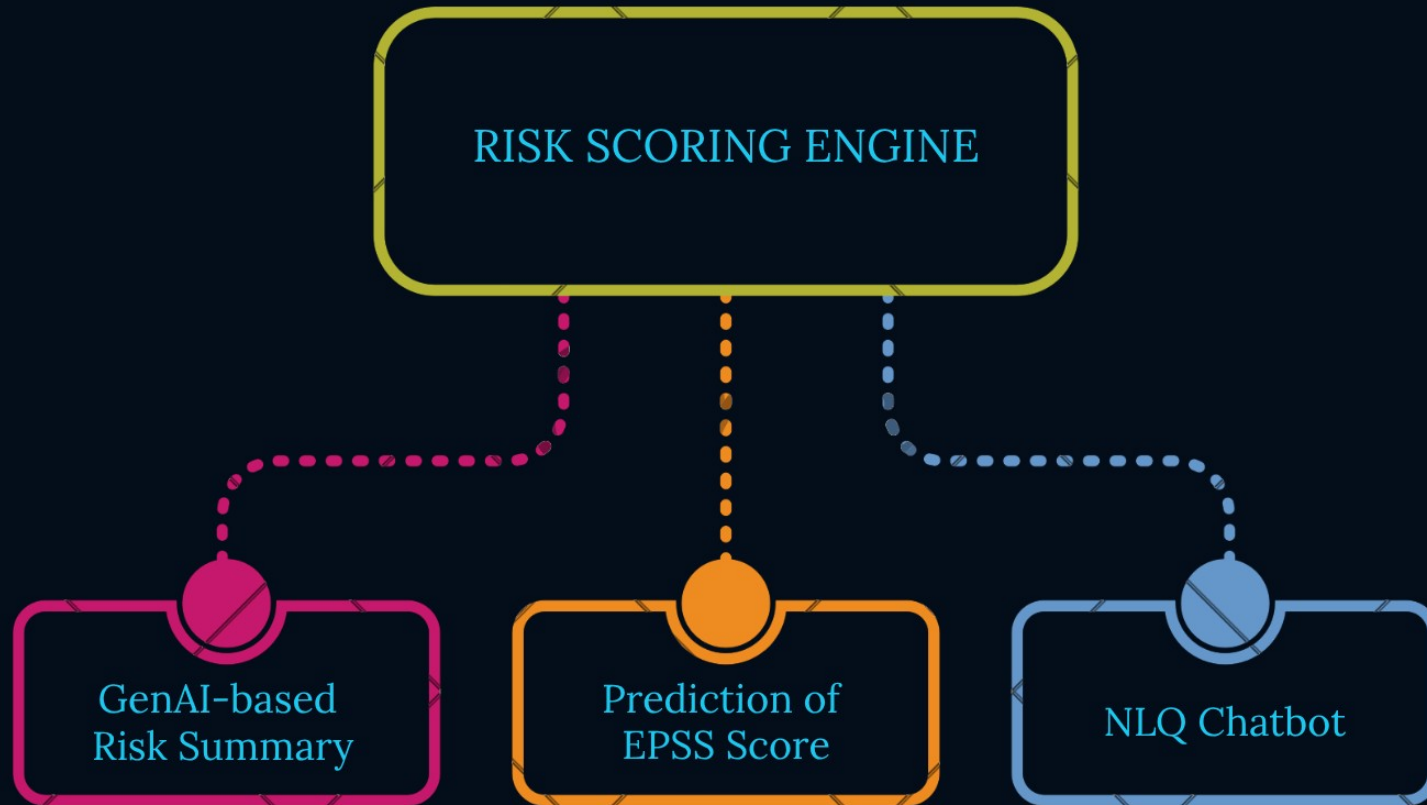 RISK SCORING ENGINE
GenAI-based
Risk Summary
Prediction of
EPSS Score
NLQ Chatbot